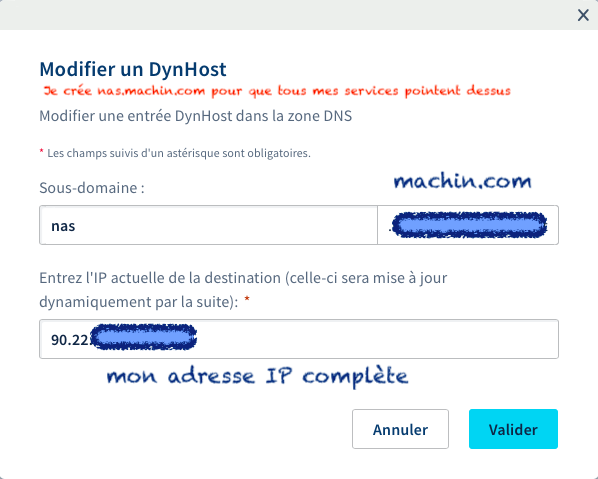 Modifier un DynHost
Je crée nas.machin.com pour que tous mes services pointent dessus
Modifier une entrée DynHost dans la zone DNS
* Les champs suivis d'un astérisque sont obligatoires.
machin.com
Sous-domaine :
nas .
Entrez l'IP actuelle de la destination (celle-ci sera mise à jour
dynamiquement par la suite): *
90.22.
mon adresse IP complète
Annuler Valider